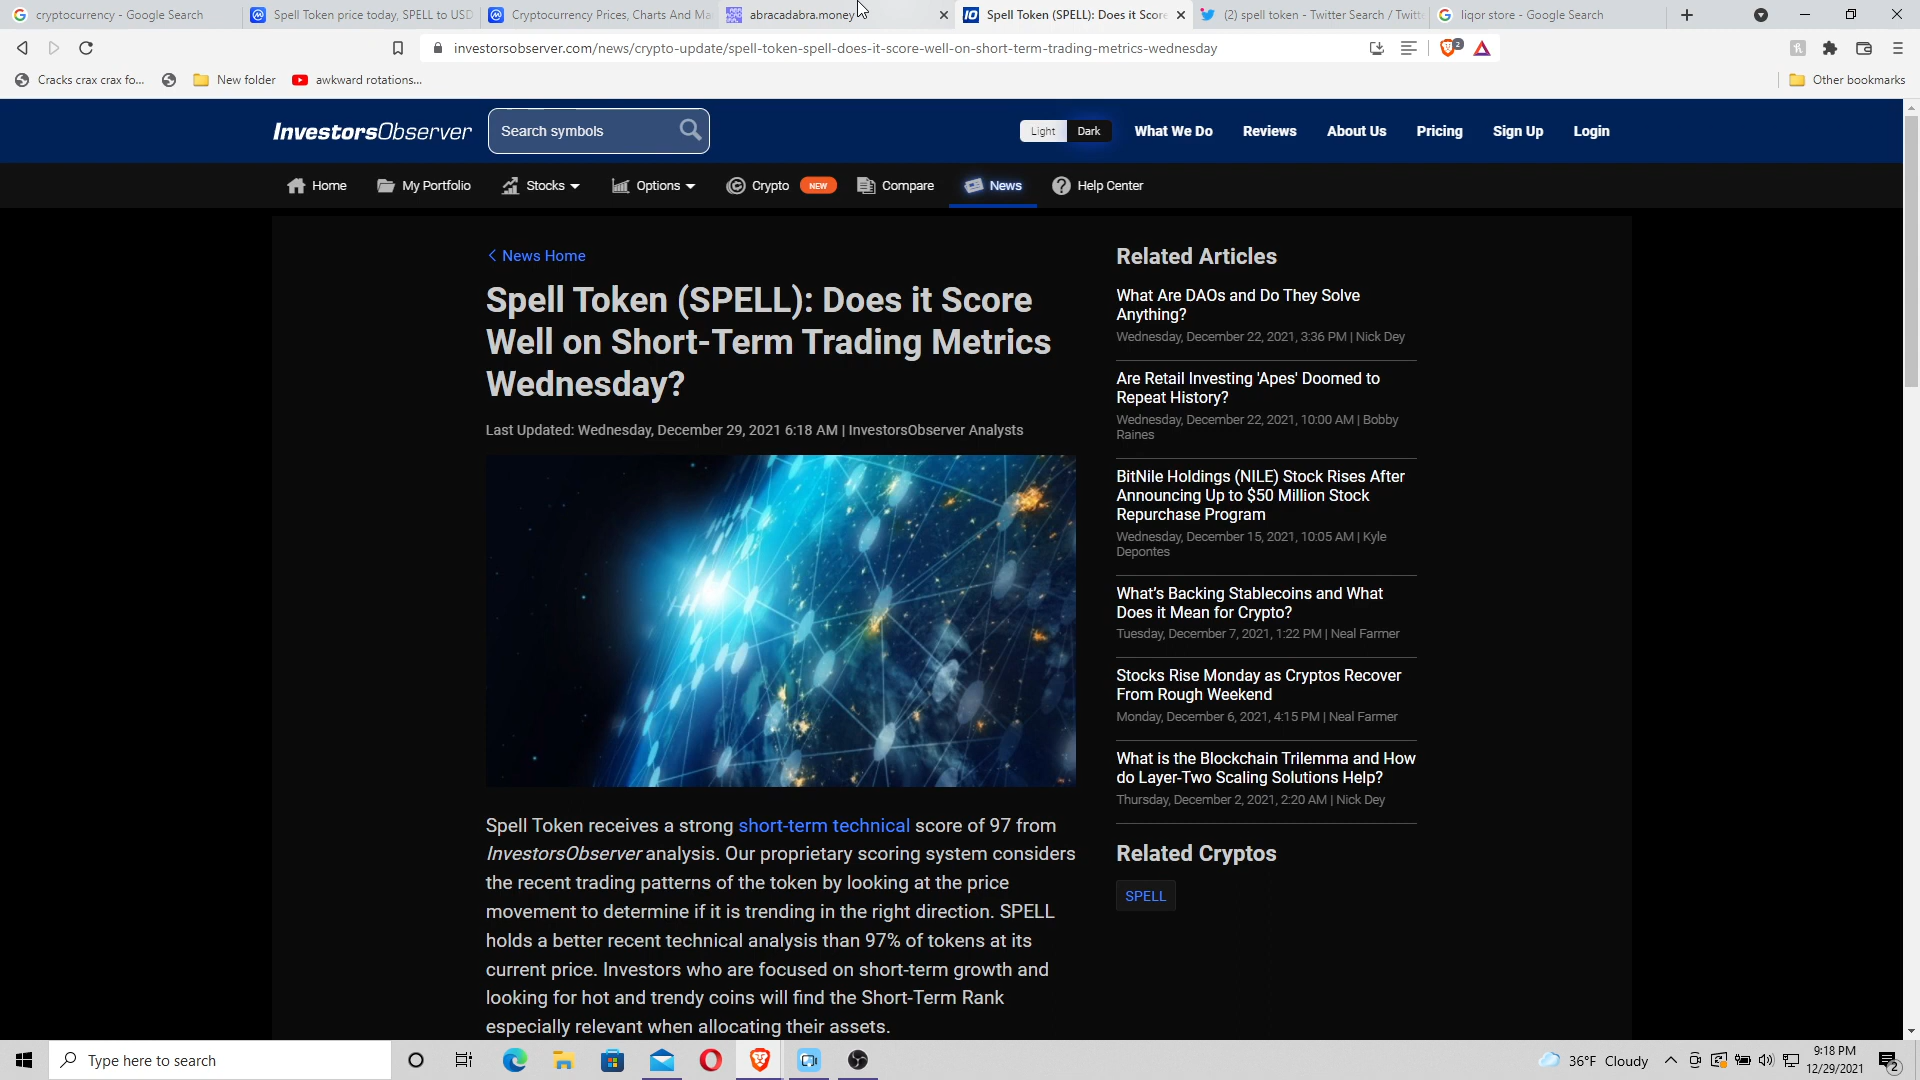 cryptocurrency - Google Search
Spell Token price today, SPELL to USD
Cryptocurrency Prices, Charts And Ma
abracadabra.money
Spell Token (SPELL): Does it Score
(2) spell token - Twitter Search / Twitt
liqor store - Google Search
investorsobserver.com/news/crypto-update/spell-token-spell-does-it-score-well-on-short-term-trading-metrics-wednesday
2
Cracks crax crax fo...
New folder
awkward rotations...
Other bookmarks
InvestorsObserver
Search symbols
Light
Dark
What We Do
Reviews
About Us
Pricing
Sign Up
Login
Home
My Portfolio
Stocks
Options
Crypto
NEW
Compare
News
Help Center
News Home
Spell Token (SPELL): Does it Score
Well on Short-Term Trading Metrics
Wednesday?
Last Updated: Wednesday, December 29, 2021 6:18 AM | InvestorsObserver Analysts
Spell Token receives a strong short-term technical score of 97 from
InvestorsObserver analysis. Our proprietary scoring system considers
the recent trading patterns of the token by looking at the price
movement to determine if it is trending in the right direction. SPELL
holds a better recent technical analysis than 97% of tokens at its
current price. Investors who are focused on short-term growth and
looking for hot and trendy coins will find the Short-Term Rank
especially relevant when allocating their assets.
Related Articles
What Are DAOs and Do They Solve
Anything?
Wednesday, December 22, 2021, 3:36 PM | Nick Dey
Are Retail Investing 'Apes' Doomed to
Repeat History?
Wednesday, December 22, 2021, 10:00 AM | Bobby
Raines
BitNile Holdings (NILE) Stock Rises After
Announcing Up to $50 Million Stock
Repurchase Program
Wednesday, December 15, 2021, 10:05 AM | Kyle
Depontes
What's Backing Stablecoins and What
Does it Mean for Crypto?
Tuesday, December 7, 2021, 1:22 PM | Neal Farmer
Stocks Rise Monday as Cryptos Recover
From Rough Weekend
Monday, December 6, 2021, 4:15 PM | Neal Farmer
What is the Blockchain Trilemma and How
do Layer-Two Scaling Solutions Help?
Thursday, December 2, 2021, 2:20 AM | Nick Dey
Related Cryptos
SPELL
Type here to search
36°F Cloudy
9:18 PM
12/29/2021
2